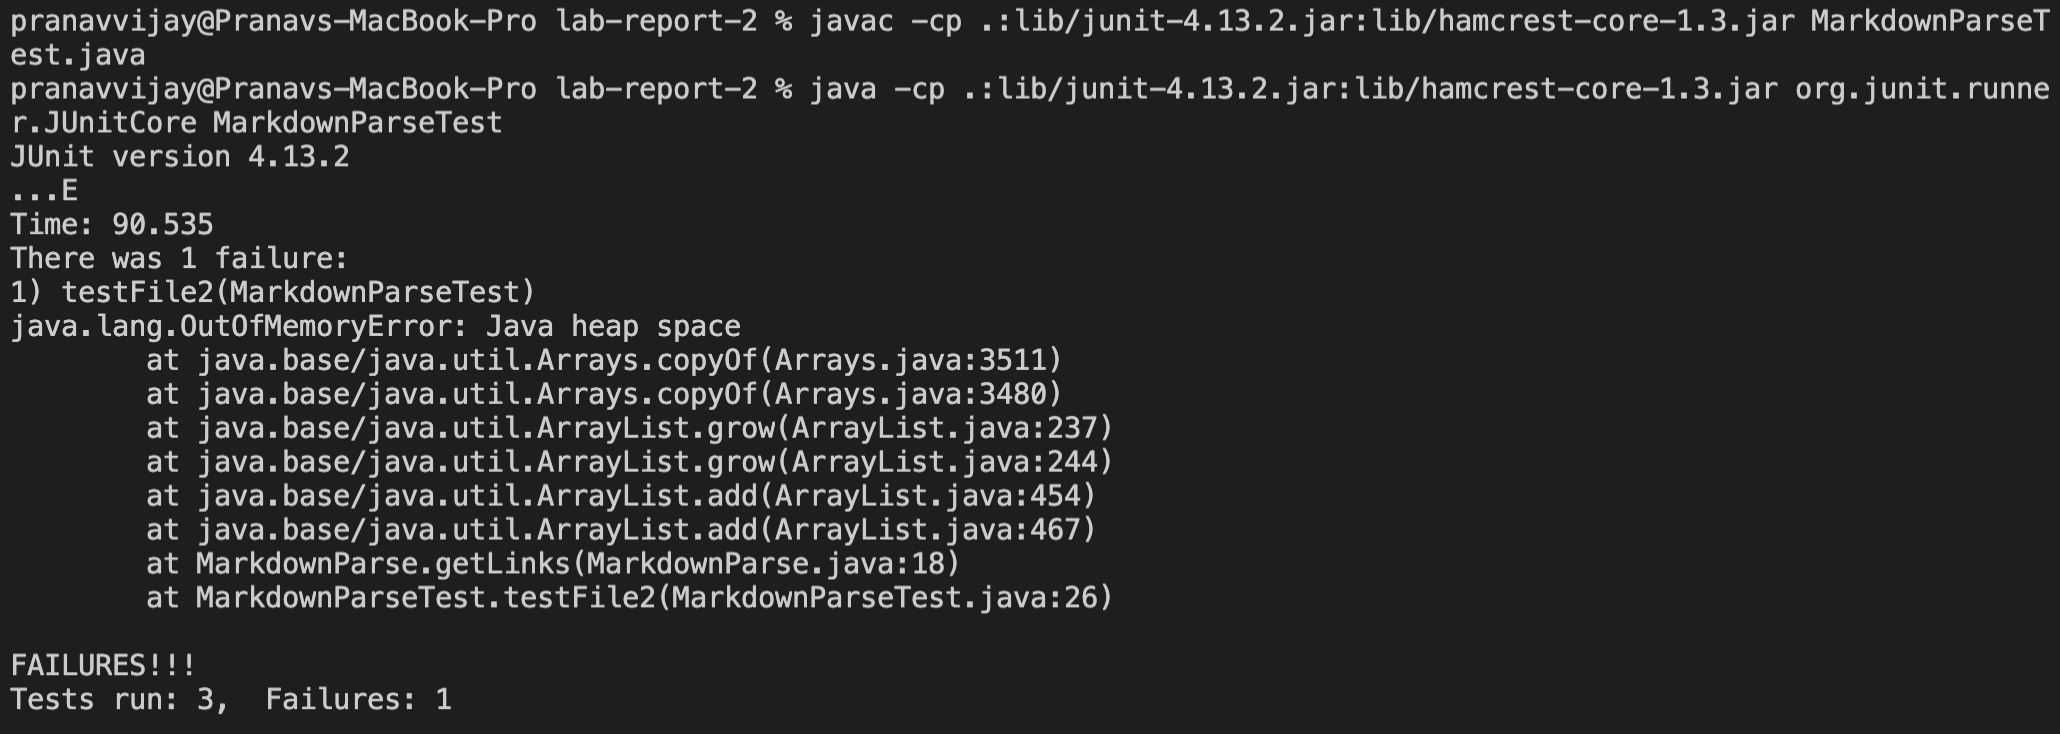 pranavvijay@Pranavs-MacBook-Pro lab-report-2 % javac -cp .:lib/junit-4.13.2.jar:lib/hamcrest-core-1.3.jar MarkdownParseT
est.java
pranavvijay@Pranavs-MacBook-Pro lab-report-2 % java -cp .:lib/junit-4.13.2.jar:lib/hamcrest-core-1.3.jar org.junit.runne
r.JUnitCore MarkdownParseTest
JUnit version 4.13.2
...E
Time: 90.535
There was 1 failure:
1) testFile2(MarkdownParseTest)
java.lang.OutOfMemoryError: Java heap space
        at java.base/java.util.Arrays.copyOf(Arrays.java:3511)
        at java.base/java.util.Arrays.copyOf(Arrays.java:3480)
        at java.base/java.util.ArrayList.grow(ArrayList.java:237)
        at java.base/java.util.ArrayList.grow(ArrayList.java:244)
        at java.base/java.util.ArrayList.add(ArrayList.java:454)
        at java.base/java.util.ArrayList.add(ArrayList.java:467)
        at MarkdownParse.getLinks(MarkdownParse.java:18)
        at MarkdownParseTest.testFile2(MarkdownParseTest.java:26)

FAILURES!!!
Tests run: 3,  Failures: 1